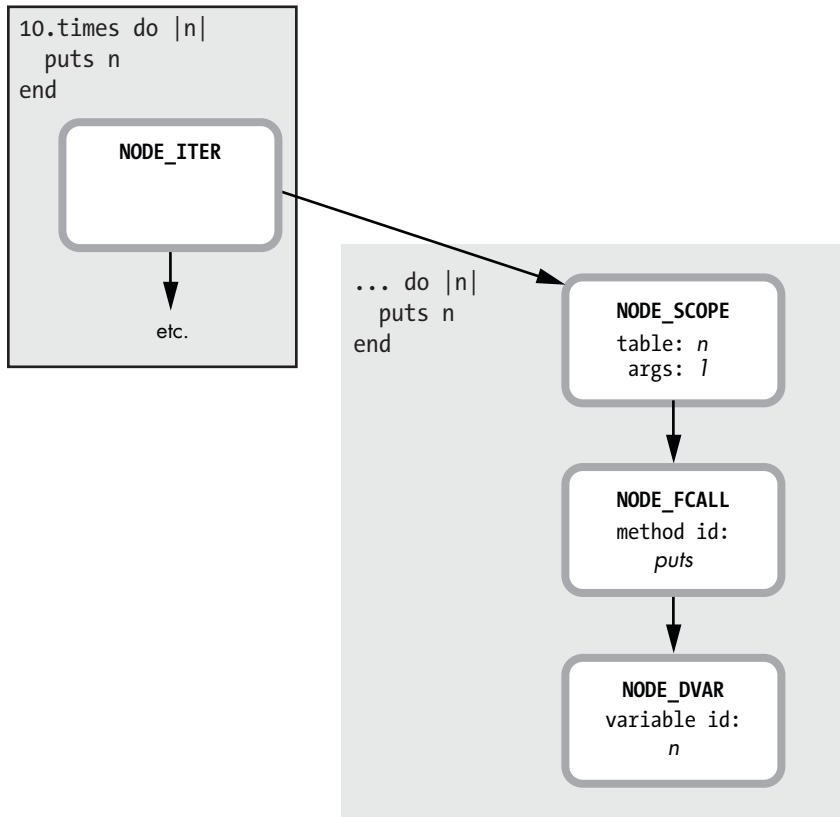 10.times do |n|
  puts n
end
NODE_ITER
etc.
... do |n|
  puts n
end
NODE_SCOPE
table: n
args: 1
NODE_FCALL
method id:
puts
NODE_DVAR
variable id:
n